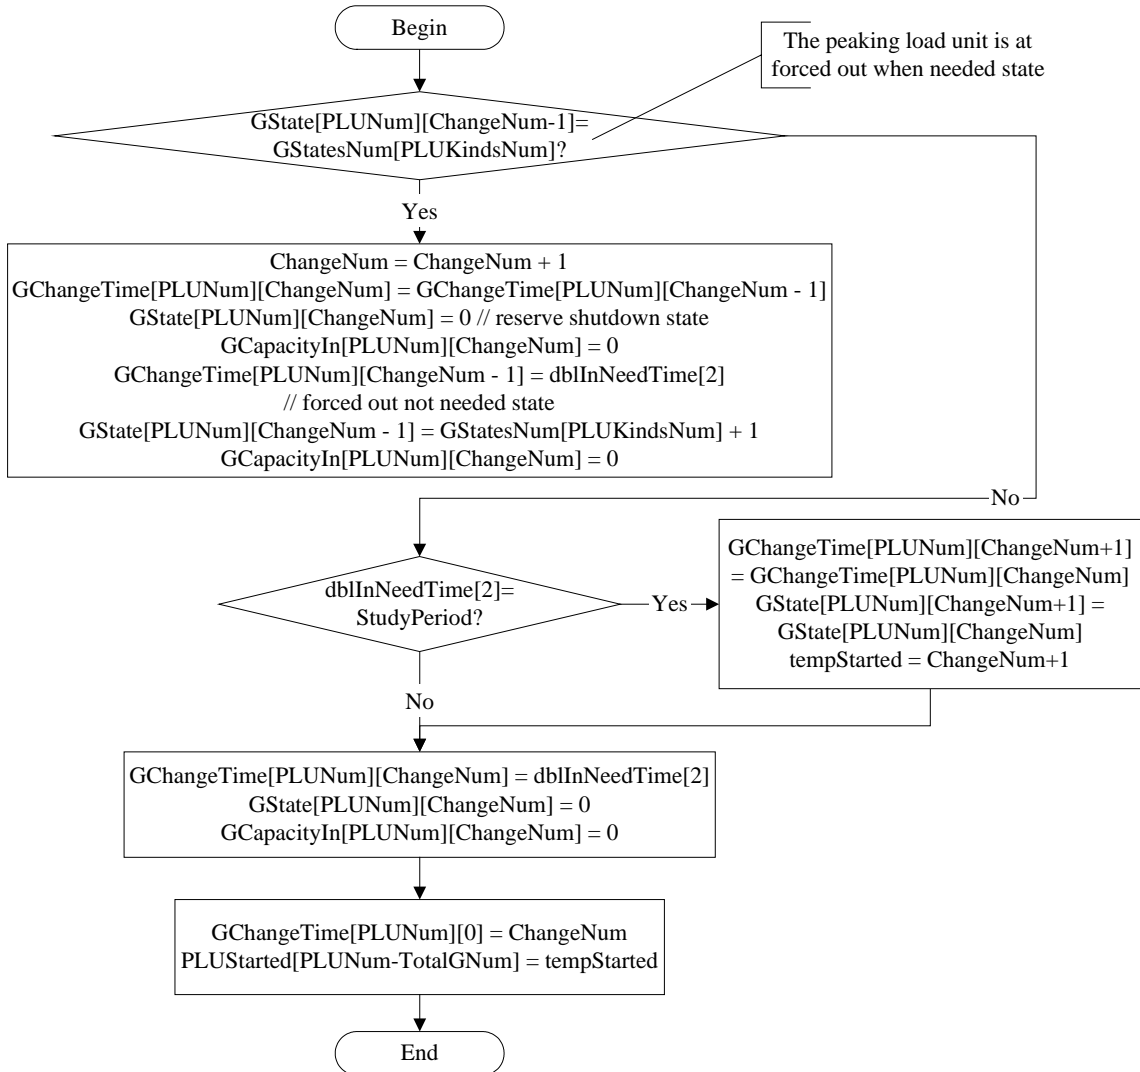 Begin
The peaking load unit is at
forced out when needed state
GState[PLUNum][ChangeNum-1]=
GStatesNum[PLUKindsNum]?
Yes
ChangeNum = ChangeNum + 1
GChangeTime[PLUNum][ChangeNum] = GChangeTime[PLUNum][ChangeNum - 1]
GState[PLUNum][ChangeNum] = 0 // reserve shutdown state
GCapacityIn[PLUNum][ChangeNum] = 0
GChangeTime[PLUNum][ChangeNum - 1] = dblInNeedTime[2]
// forced out not needed state
GState[PLUNum][ChangeNum - 1] = GStatesNum[PLUKindsNum] + 1
GCapacityIn[PLUNum][ChangeNum] = 0
No
dblInNeedTime[2]=
StudyPeriod?
Yes
GChangeTime[PLUNum][ChangeNum+1]
= GChangeTime[PLUNum][ChangeNum]
GState[PLUNum][ChangeNum+1] =
GState[PLUNum][ChangeNum]
tempStarted = ChangeNum+1
No
GChangeTime[PLUNum][ChangeNum] = dblInNeedTime[2]
GState[PLUNum][ChangeNum] = 0
GCapacityIn[PLUNum][ChangeNum] = 0
GChangeTime[PLUNum][0] = ChangeNum
PLUStarted[PLUNum-TotalGNum] = tempStarted
End